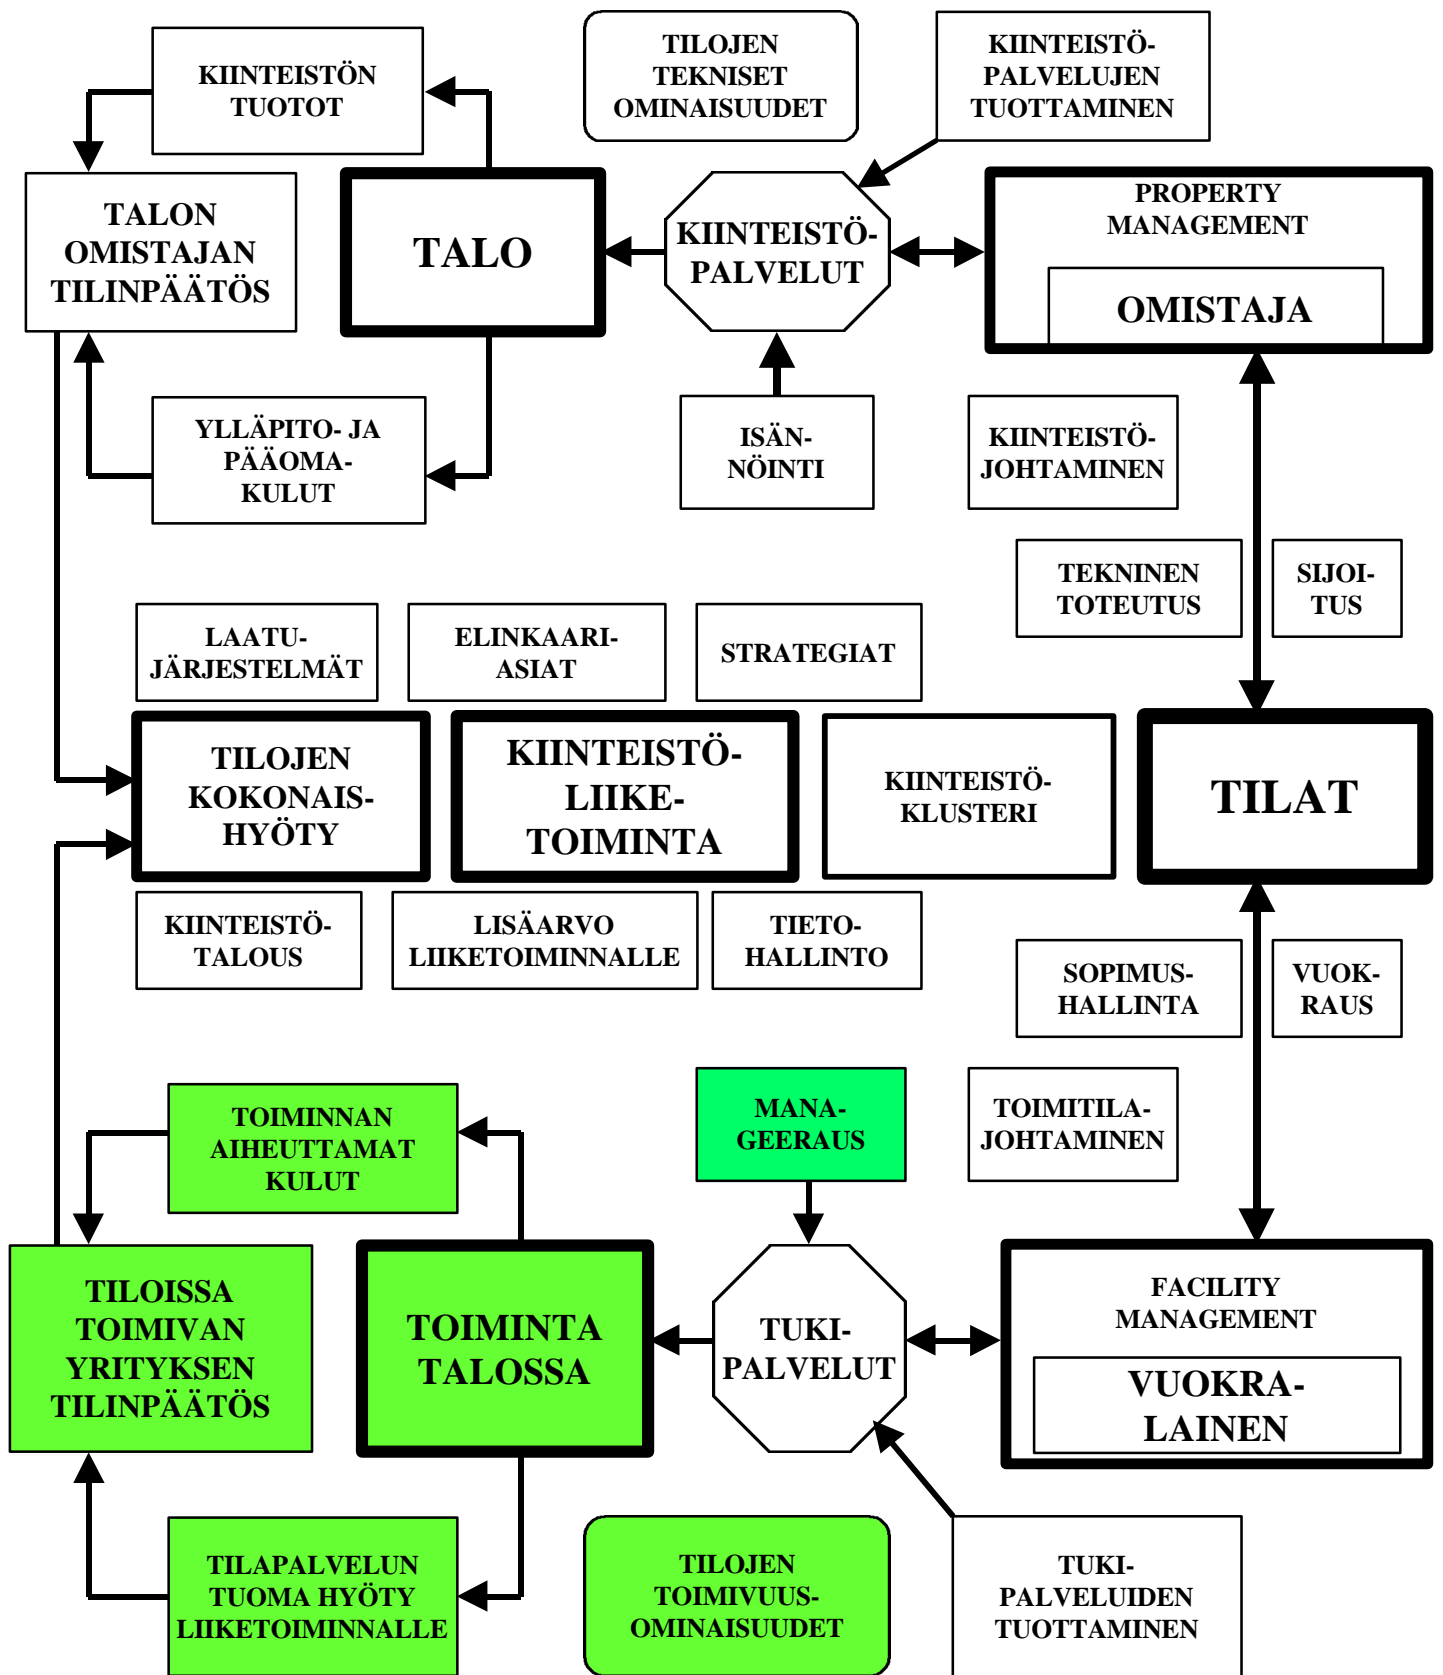 KIINTEISTÖN
TUOTOT
TILOJEN
TEKNISET
OMINAISUUDET
KIINTEISTÖ-
PALVELUJEN
TUOTTAMINEN
TALON
OMISTAJAN
TILINPÄÄTÖS
TALO
KIINTEISTÖ-
PALVELUT
PROPERTY
MANAGEMENT
OMISTAJA
YLLÄPITO- JA
PÄÄOMA-
KULUT
ISÄN-
NÖINTI
KIINTEISTÖ-
JOHTAMINEN
TEKNINEN
TOTEUTUS
SIJOI-
TUS
LAATU-
JÄRJESTELMÄT
ELINKAARI-
ASIAT
STRATEGIAT
TILOJEN
KOKONAIS-
HYÖTY
KIINTEISTÖ-
LIIKE-
TOIMINTA
KIINTEISTÖ-
KLUSTERI
TILAT
KIINTEISTÖ-
TALOUS
LISÄARVO
LIIKETOIMINNALLE
TIETO-
HALLINTO
SOPIMUS-
HALLINTA
VUOK-
RAUS
TOIMINNAN
AIHEUTTAMAT
KULUT
MANA-
GEERAUS
TOIMITILA-
JOHTAMINEN
TILOISSA
TOIMIVAN
YRITYKSEN
TILINPÄÄTÖS
TOIMINTA
TALOSSA
TUKI-
PALVELUT
FACILITY
MANAGEMENT
VUOKRA-
LAINEN
TILAPALVELUN
TUOMA HYÖTY
LIIKETOIMINNALLE
TILOJEN
TOIMIVUUS-
OMINAISUUDET
TUKI-
PALVELUIDEN
TUOTTAMINEN